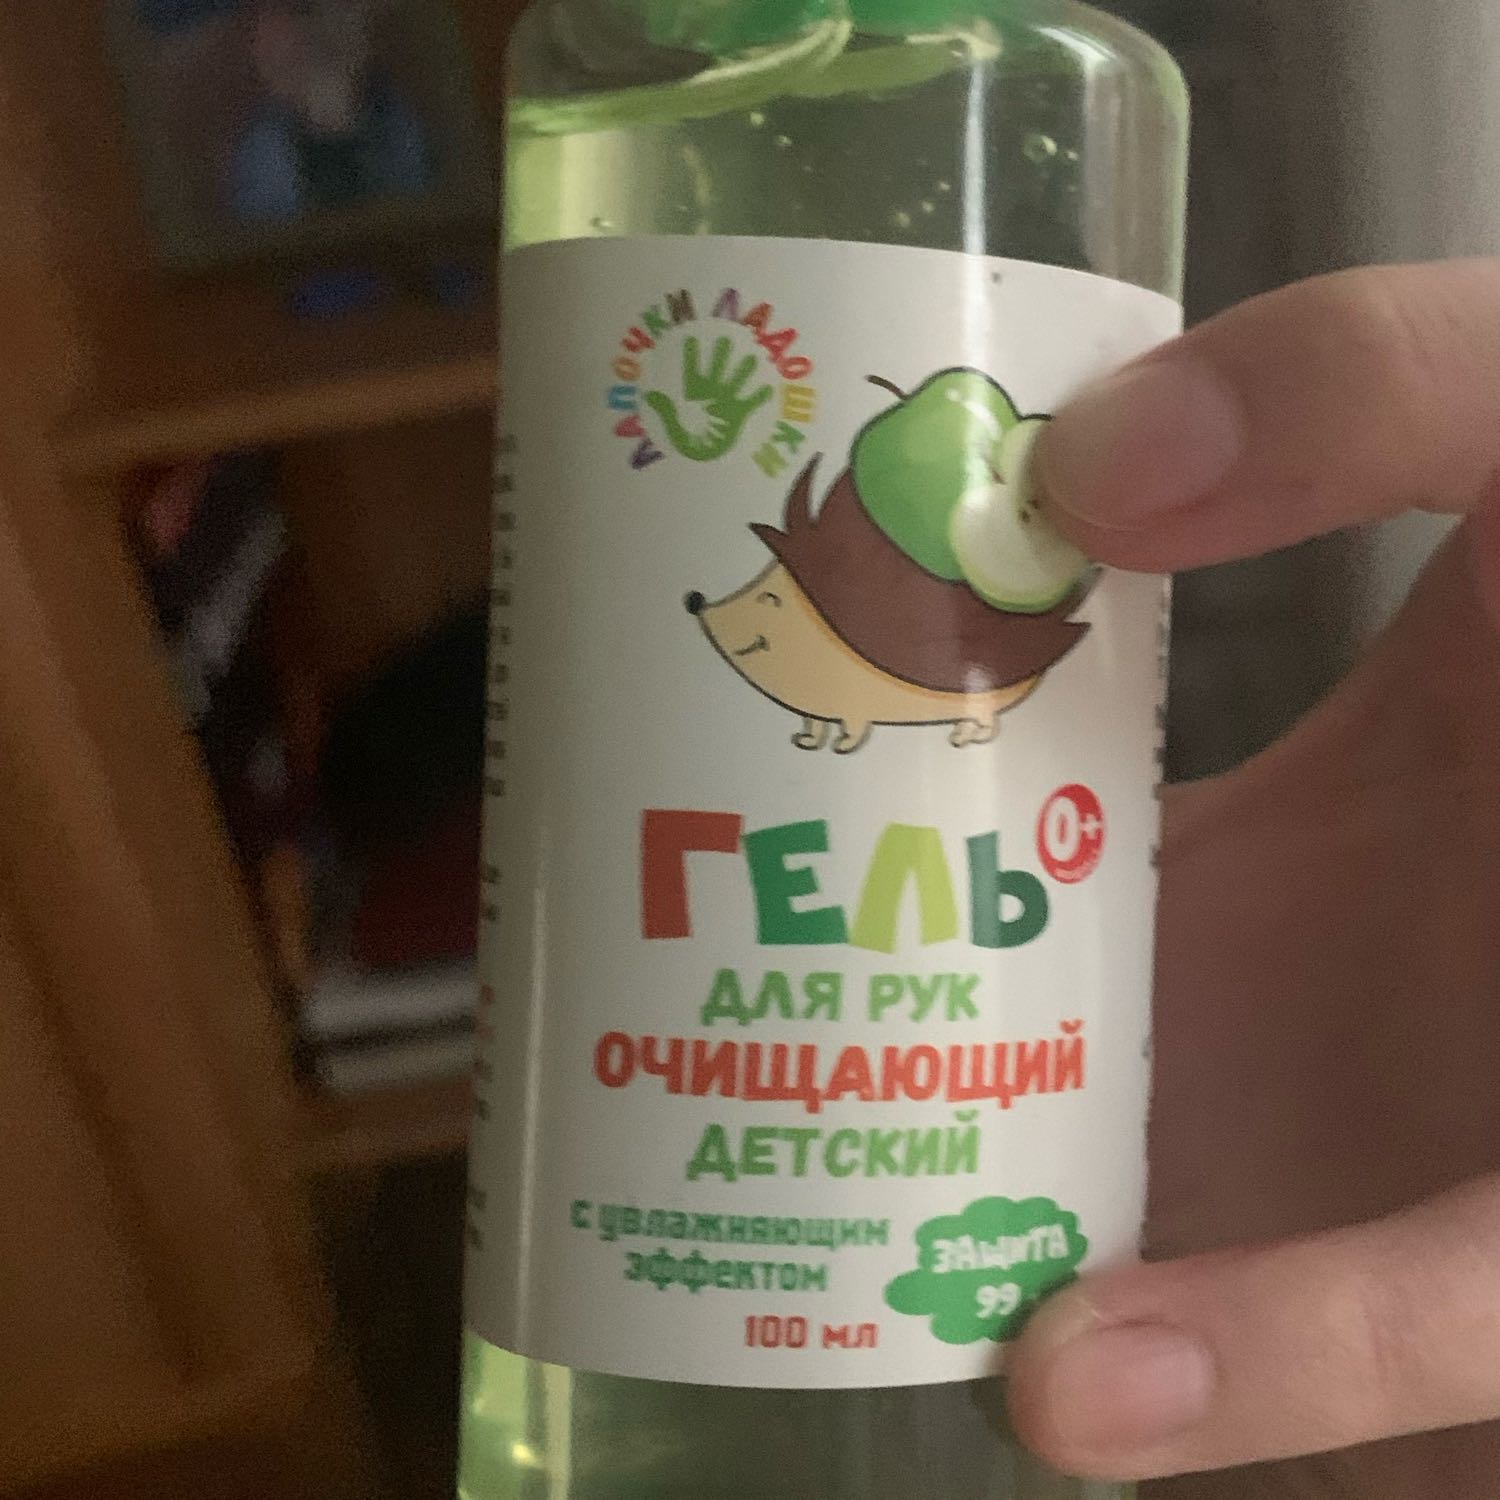 ЛАПОЧКИ ЛАДОШКИ
ГЕЛЬ
0+
ДЛЯ РУК
ОЧИЩАЮЩИЙ
ДЕТСКИЙ
с увлажняющим
эффектом
ЗАЩИТА
99
100 мл